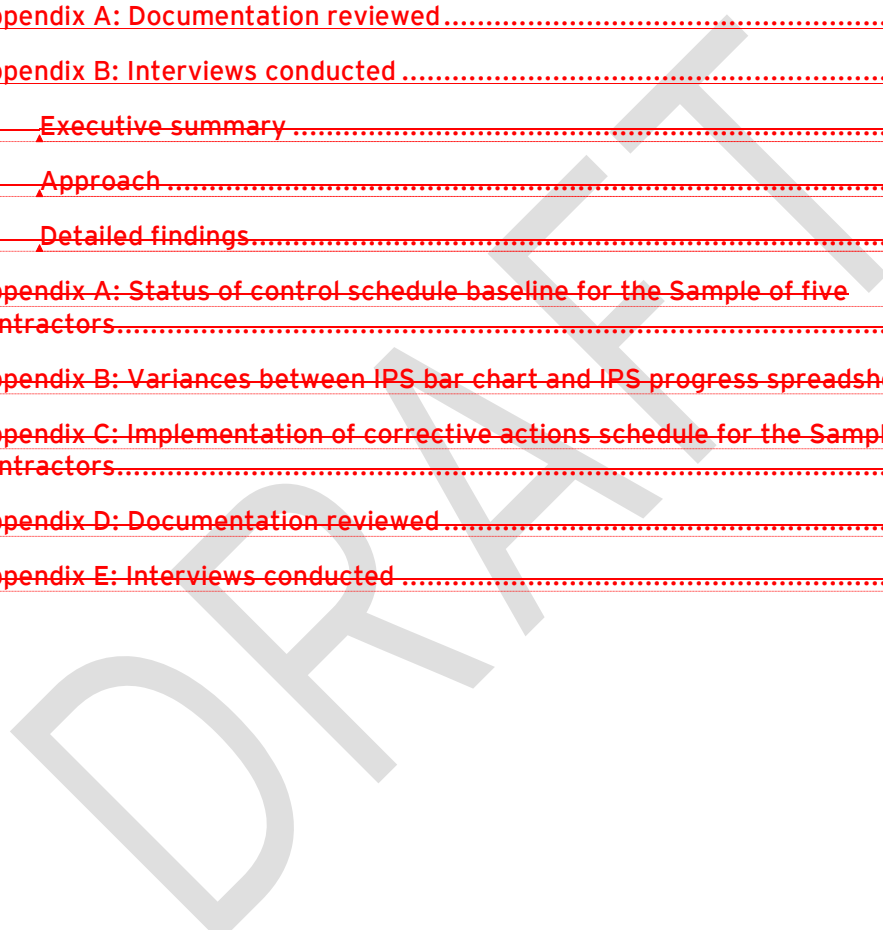 ppendix A: Documentation reviewed
ppendix B: Interviews conducted
Executive summary
Approach
Detailed findings
ppendix A: Status of control schedule baseline for the Sample of five
ntractors
ppendix B: Variances between IPS bar chart and IPS progress spreadsh
ppendix C: Implementation of corrective actions schedule for the Sampl
ntractors
ppendix D: Documentation reviewed
ppendix E: Interviews conducted
DRAFT